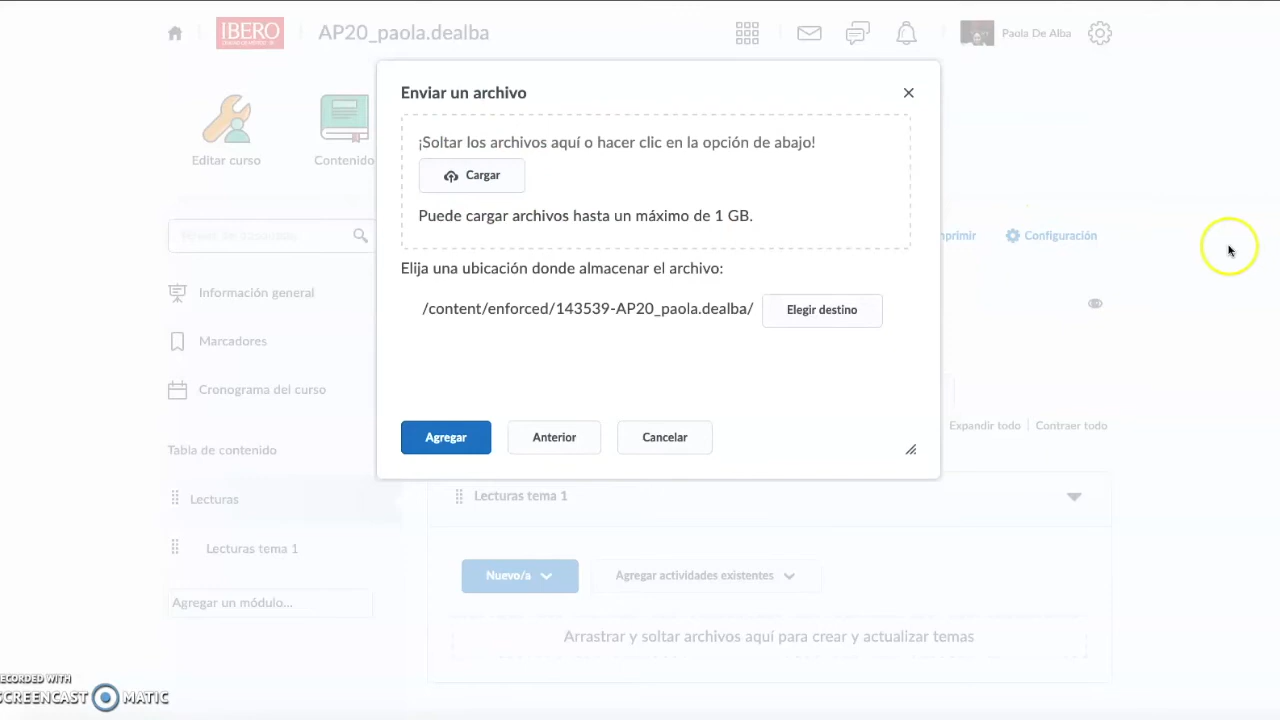 IBERO
AP20_paola.dealba
Paola De Alba
Editar curso
Contenido
Enviar un archivo
¡Soltar los archivos aquí o hacer clic en la opción de abajo!
Cargar
Puede cargar archivos hasta un máximo de 1 GB.
Elija una ubicación donde almacenar el archivo:
/content/enforced/143539-AP20_paola.dealba/
Elegir destino
Agregar
Anterior
Cancelar
mprimir
Configuración
Información general
Marcadores
Cronograma del curso
Expandir todo | Contraer todo
Tabla de contenido
Lecturas
Lecturas tema 1
Agregar un módulo...
Lecturas tema 1
Nuevo/a
Agregar actividades existentes
Arrastrar y soltar archivos aquí para crear y actualizar temas
ECORDED WITH
SCREENCAST MATIC